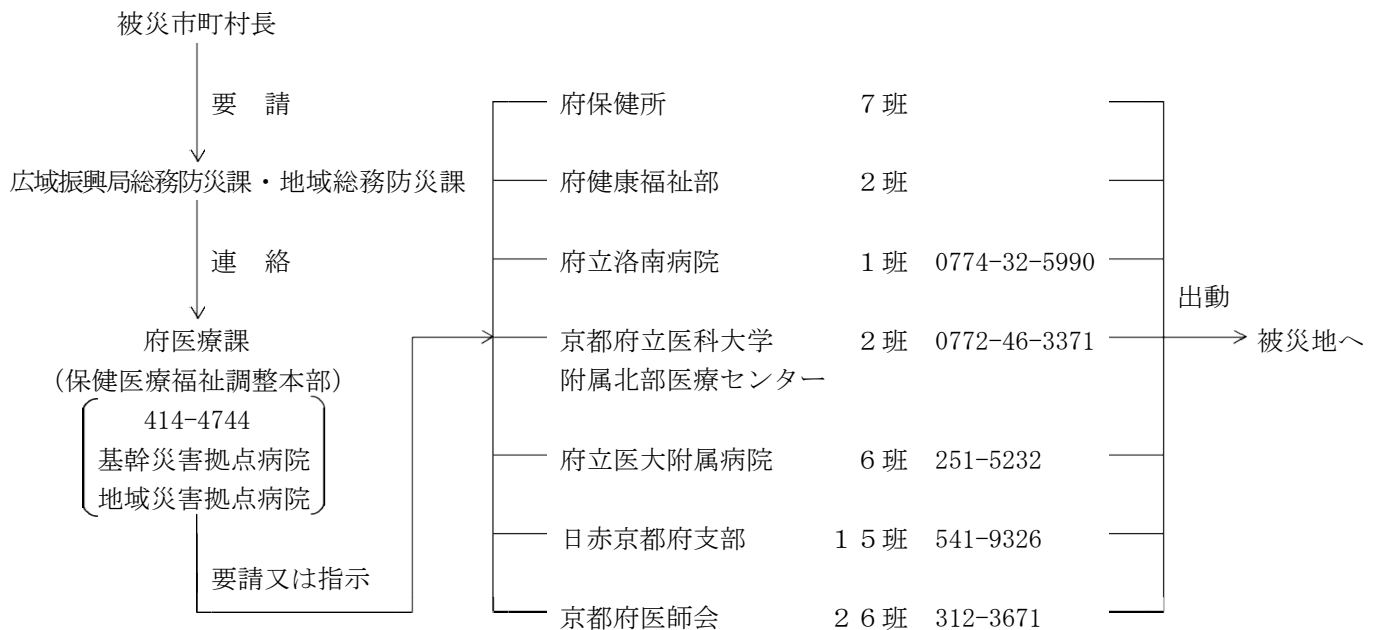 被災市町村長
要　請
広域振興局総務防災課・地域総務防災課
連　絡
府医療課
（保健医療福祉調整本部）
414-4744
基幹災害拠点病院
地域災害拠点病院
要請又は指示
府保健所　７班
府健康福祉部　２班
府立洛南病院　１班　0774-32-5990
京都府立医科大学　２班　0772-46-3371
附属北部医療センター
府立医大附属病院　６班　251-5232
日赤京都府支部　１５班　541-9326
京都府医師会　２６班　312-3671
出動
被災地へ